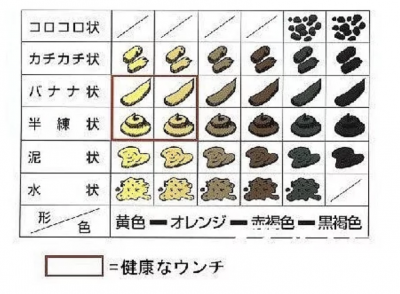 コロコロ状
カチカチ状
バナナ状
半練状
泥状
水状
形
色
黄色ーオレンジー赤褐色ー黒褐色
=健康なウンチ